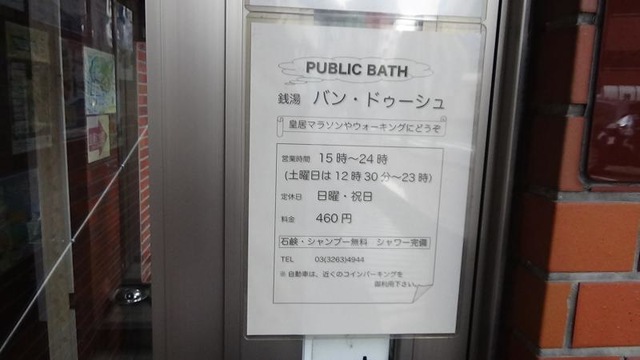 PUBLIC BATH
銭湯 バン・ドゥーシュ
皇居マラソンやウォーキングにどうぞ
営業時間 15時～24時
(土曜日は12時30分～23時)
定休日 日曜・祝日
料金 460円
石鹸・シャンプー無料 シャワー完備
TEL 03(3263)4944
※自動車は、近くのコインパーキングを
御利用下さい。